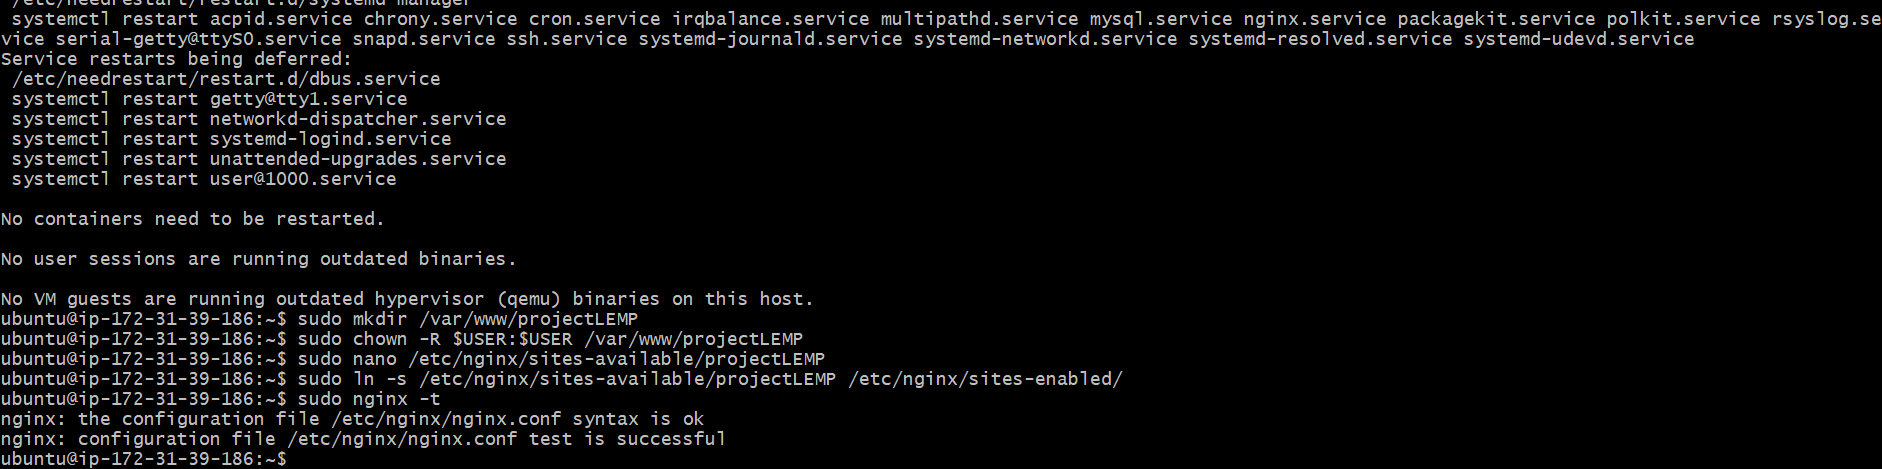 /etc/needrestart/restart.d/systemd-manager
 systemctl restart acpid.service chrony.service cron.service irqbalance.service multipathd.service mysql.service nginx.service packagekit.service polkit.service rsyslog.se
vice serial-getty@ttyS0.service snapd.service ssh.service systemd-journald.service systemd-networkd.service systemd-resolved.service systemd-udevd.service
Service restarts being deferred:
 /etc/needrestart/restart.d/dbus.service
 systemctl restart getty@tty1.service
 systemctl restart networkd-dispatcher.service
 systemctl restart systemd-logind.service
 systemctl restart unattended-upgrades.service
 systemctl restart user@1000.service
No containers need to be restarted.
No user sessions are running outdated binaries.
No VM guests are running outdated hypervisor (qemu) binaries on this host.
ubuntu@ip-172-31-39-186:~$ sudo mkdir /var/www/projectLEMP
ubuntu@ip-172-31-39-186:~$ sudo chown -R $USER:$USER /var/www/projectLEMP
ubuntu@ip-172-31-39-186:~$ sudo nano /etc/nginx/sites-available/projectLEMP
ubuntu@ip-172-31-39-186:~$ sudo ln -s /etc/nginx/sites-available/projectLEMP /etc/nginx/sites-enabled/
ubuntu@ip-172-31-39-186:~$ sudo nginx -t
nginx: the configuration file /etc/nginx/nginx.conf syntax is ok
nginx: configuration file /etc/nginx/nginx.conf test is successful
ubuntu@ip-172-31-39-186:~$